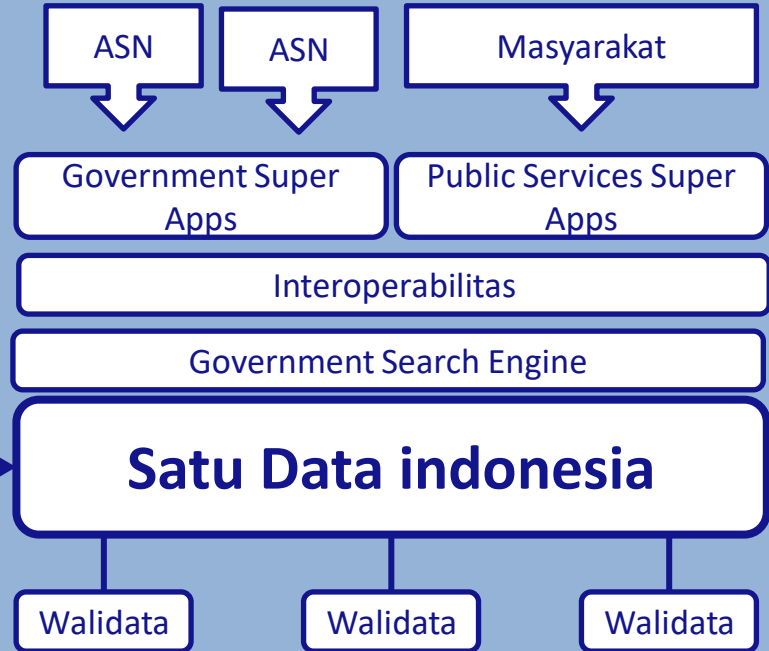 ASN
ASN
Masyarakat
Government Super
Apps
Public Services Super
Apps
Interoperabilitas
Government Search Engine
Satu Data indonesia
Walidata
Walidata
Walidata